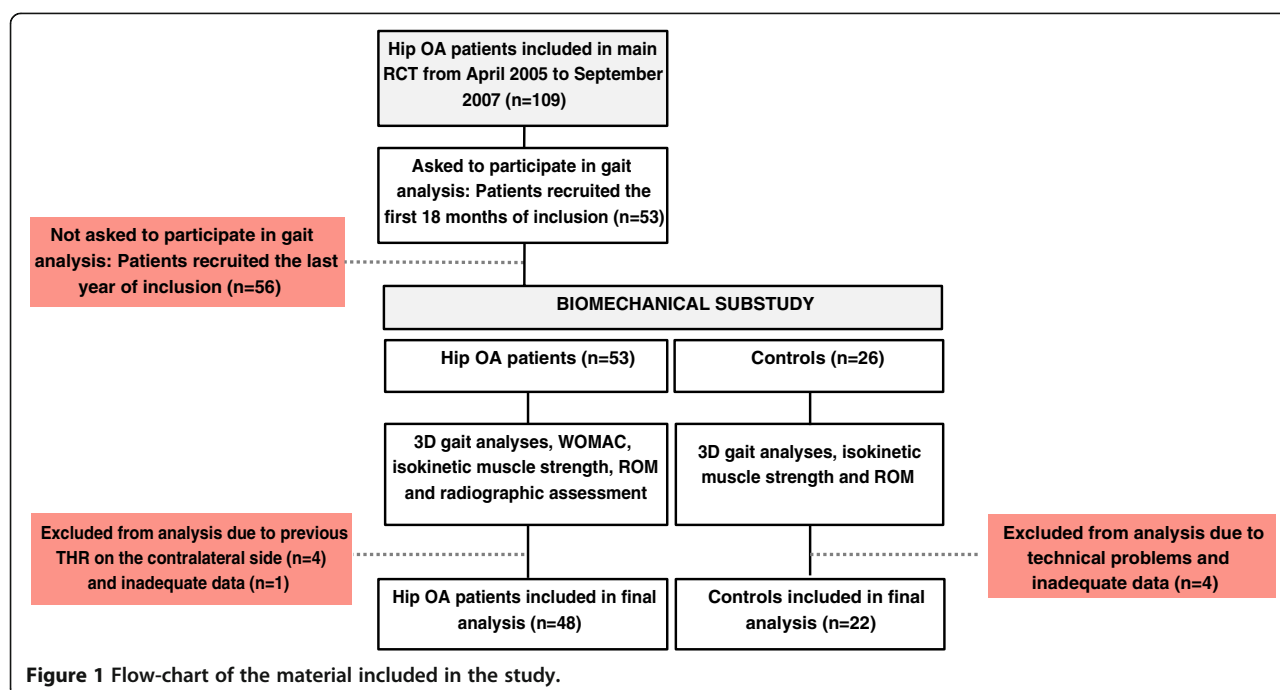 Hip OA patients included in main
RCT from April 2005 to September
2007 (n=109)
Asked to participate in gait
analysis: Patients recruited the
first 18 months of inclusion (n=53)
Not asked to participate in gait
analysis: Patients recruited the last
year of inclusion (n=56)
BIOMECHANICAL SUBSTUDY
Hip OA patients (n=53)
Controls (n=26)
3D gait analyses, WOMAC,
isokinetic muscle strength, ROM
and radiographic assessment
3D gait analyses, isokinetic
muscle strength and ROM
Excluded from analysis due to previous
THR on the contralateral side (n=4)
and inadequate data (n=1)
Excluded from analysis due to
technical problems and
inadequate data (n=4)
Hip OA patients included in final
analysis (n=48)
Controls included in final
analysis (n=22)
Figure 1 Flow-chart of the material included in the study.